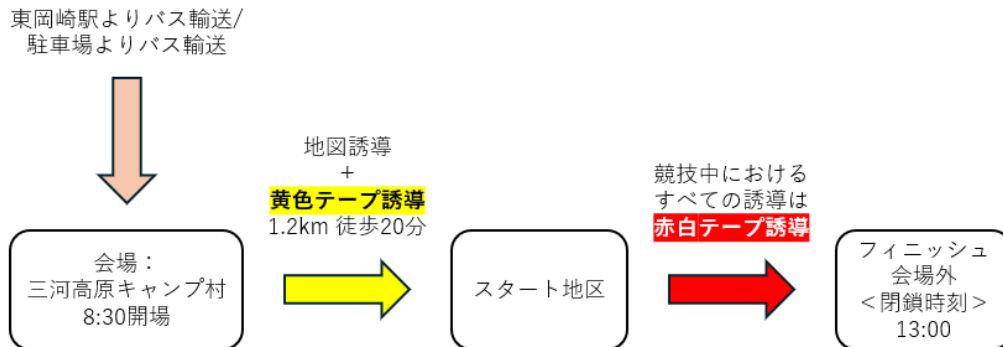 東岡崎駅よりバス輸送/
駐車場よりバス輸送
地図誘導
+
黄色テープ誘導
1.2km 徒歩20分
競技中における
すべての誘導は
赤白テープ誘導
会場：
三河高原キャンプ村
8:30開場
スタート地区
フィニッシュ
会場外
＜閉鎖時刻＞
13:00